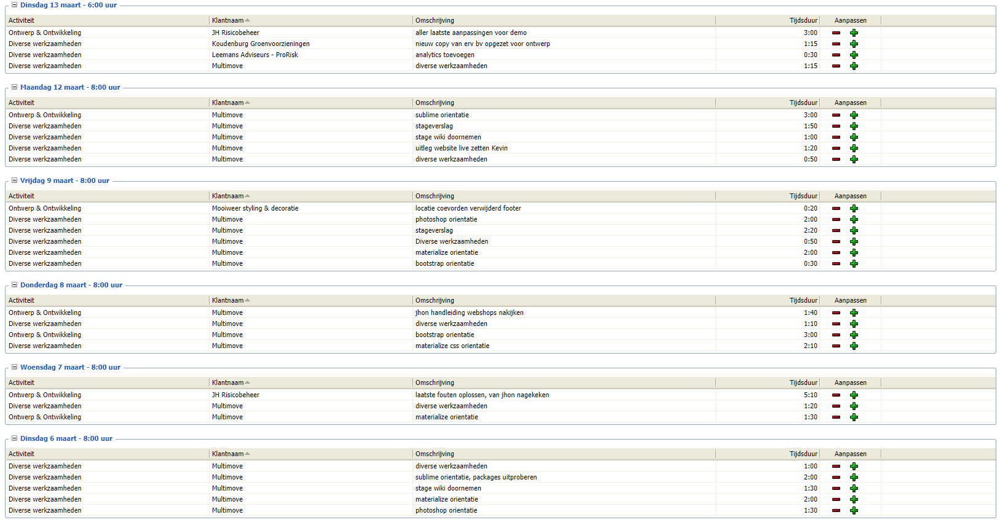 Dinsdag 13 maart - 6:00 uur
Activiteit Klantnaam Omschrijving Tijdsduur Aanpassen
Ontwerp & Ontwikkeling JH Risicobeheer aller laatste aanpassingen voor demo 3:00
Diverse werkzaamheden Koudenburg Groenvoorzieningen nieuw copy van erv bv opgezet voor ontwerp 1:15
Diverse werkzaamheden Leemans Adviseurs - ProRisk analytics toevoegen 0:30
Diverse werkzaamheden Multimove diverse werkzaamheden 1:15
Maandag 12 maart - 8:00 uur
Activiteit Klantnaam Omschrijving Tijdsduur Aanpassen
Ontwerp & Ontwikkeling Multimove sublime orientatie 3:00
Diverse werkzaamheden Multimove stageverslag 1:50
Diverse werkzaamheden Multimove stage wiki doornemen 1:00
Diverse werkzaamheden Multimove uitleg website live zetten Kevin 1:20
Diverse werkzaamheden Multimove diverse werkzaamheden 0:50
Vrijdag 9 maart - 8:00 uur
Activiteit Klantnaam Omschrijving Tijdsduur Aanpassen
Ontwerp & Ontwikkeling Mooiweer styling & decoratie locatie coevorden verwijderd footer 0:20
Diverse werkzaamheden Multimove photoshop orientatie 2:00
Diverse werkzaamheden Multimove stageverslag 2:20
Diverse werkzaamheden Multimove Diverse werkzaamheden 0:50
Diverse werkzaamheden Multimove materialize orientatie 2:00
Diverse werkzaamheden Multimove bootstrap orientatie 0:30
Donderdag 8 maart - 8:00 uur
Activiteit Klantnaam Omschrijving Tijdsduur Aanpassen
Ontwerp & Ontwikkeling Multimove jhon handleiding webshops nakijken 1:40
Diverse werkzaamheden Multimove diverse werkzaamheden 1:10
Ontwerp & Ontwikkeling Multimove bootstrap orientatie 3:00
Diverse werkzaamheden Multimove materialize css orientatie 2:10
Woensdag 7 maart - 8:00 uur
Activiteit Klantnaam Omschrijving Tijdsduur Aanpassen
Ontwerp & Ontwikkeling JH Risicobeheer laatste fouten oplossen, van jhon nagekeken 5:10
Diverse werkzaamheden Multimove diverse werkzaamheden 1:20
Ontwerp & Ontwikkeling Multimove materialize orientatie 1:30
Dinsdag 6 maart - 8:00 uur
Activiteit Klantnaam Omschrijving Tijdsduur Aanpassen
Diverse werkzaamheden Multimove diverse werkzaamheden 1:00
Diverse werkzaamheden Multimove sublime orientatie, packages uitproberen 2:00
Diverse werkzaamheden Multimove stage wiki doornemen 1:30
Diverse werkzaamheden Multimove materialize orientatie 2:00
Diverse werkzaamheden Multimove photoshop orientatie 1:30